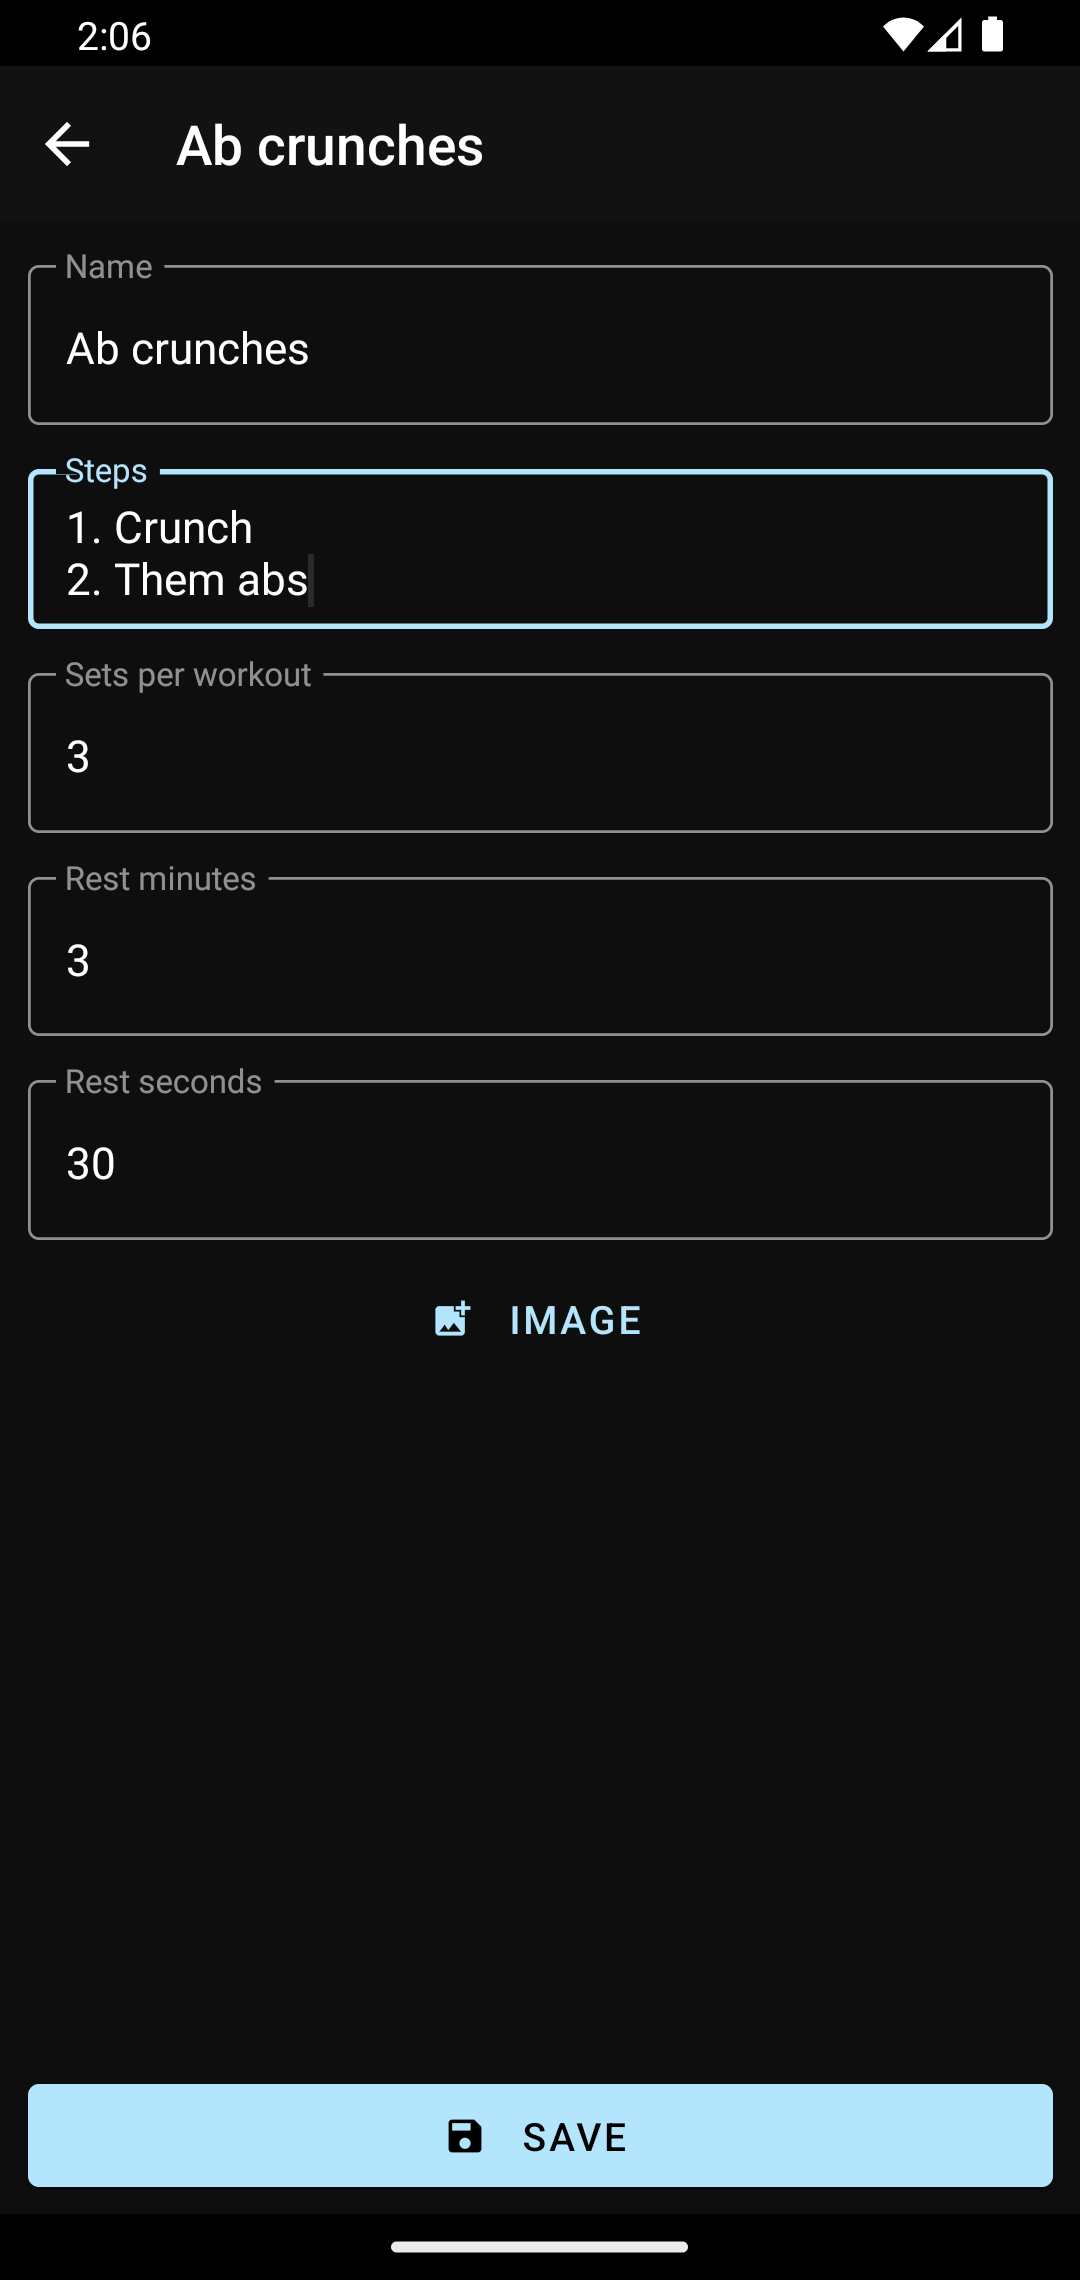 2:06
Ab crunches
Name
Ab crunches
Steps
1. Crunch
2. Them abs
Sets per workout
3
Rest minutes
3
Rest seconds
30
IMAGE
SAVE